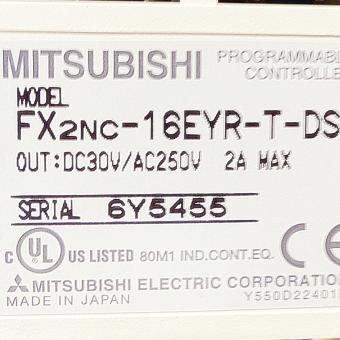 MITSUBISHI PROGRAMMABLE CONTROLLE
MODEL
FX2NC-16EYR-T-DS
OUT:DC30V/AC250V 2A MAX
SERIAL 6Y5455
C UL US LISTED 80M1 IND.CONT.EQ. CE
MITSUBISHI ELECTRIC CORPORATION
MADE IN JAPAN Y550D22401